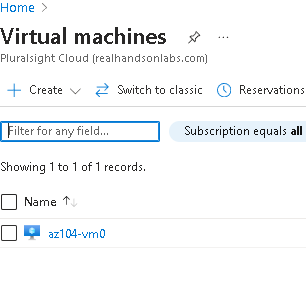 Home
Virtual machines
Pluralsight Cloud (realhandsonlabs.com)
Create Switch to classic Reservations
Filter for any field... Subscription equals all
Showing 1 to 1 of 1 records.
Name
az104-vm0